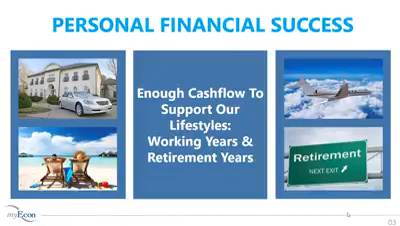 PERSONAL FINANCIAL SUCCESS
Enough Cashflow To
Support Our
Lifestyles:
Working Years &
Retirement Years
Retirement
NEXT EXIT
myEcon
03